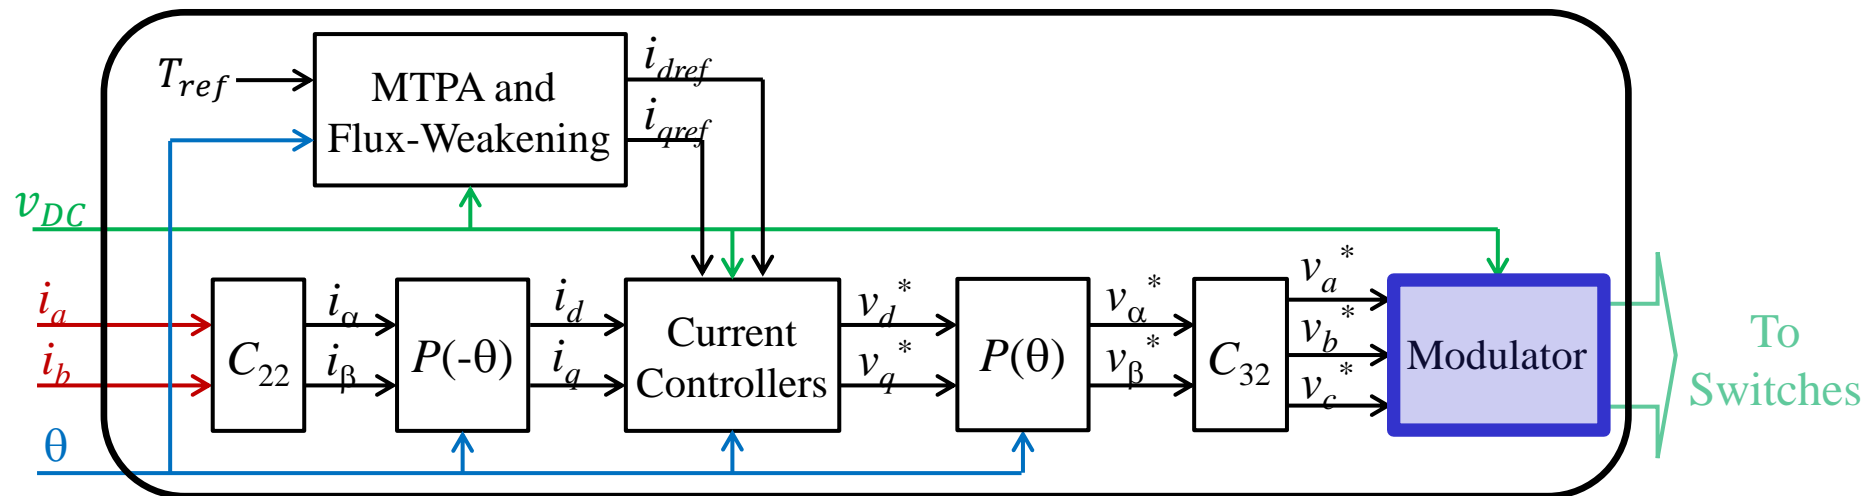 T_ref
MTPA and
Flux-Weakening
i_dref
i_qref
v_DC
i_a
i_b
θ
C_22
i_α
i_β
P(-θ)
i_d
i_q
Current
Controllers
v_d*
v_q*
P(θ)
v_α*
v_β*
C_32
v_a*
v_b*
v_c*
Modulator
To
Switches